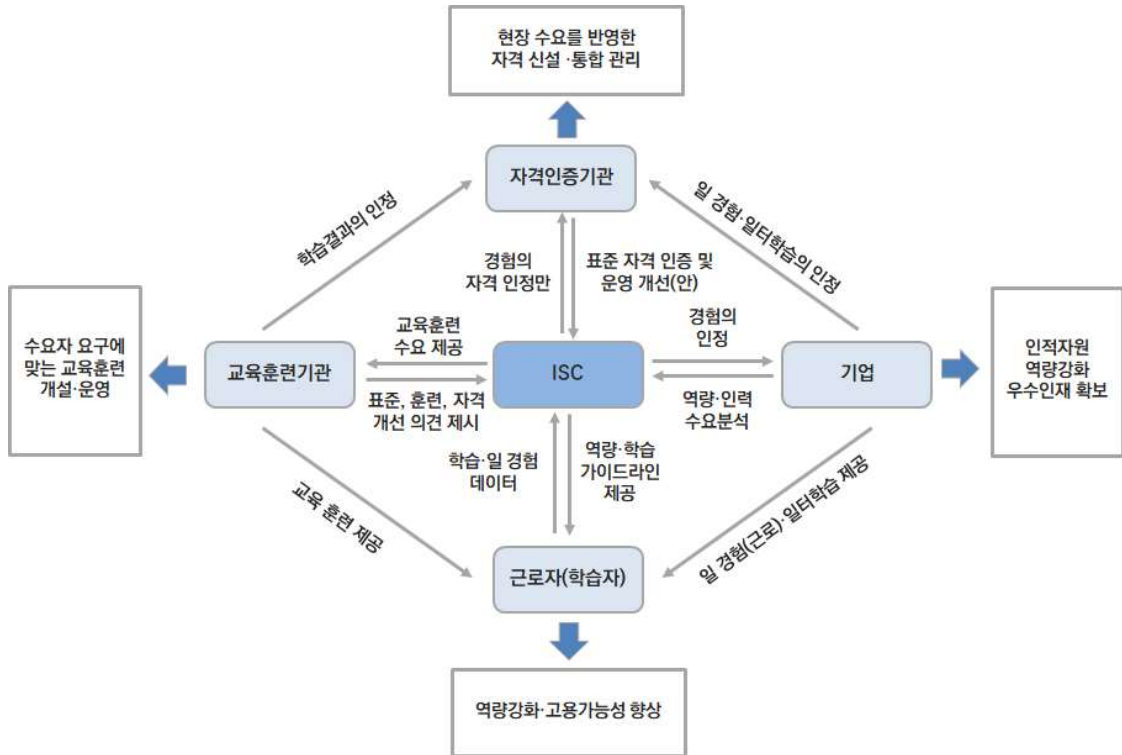 현장 수요를 반영한
자격 신설 ·통합 관리
자격인증기관
학습결과의 인정
일 경험·일터학습의 인정
경험의
자격 인정만
표준 자격 인증 및
운영 개선(안)
수요자 요구에
맞는 교육훈련
개설·운영
교육훈련기관
교육훈련
수요 제공
표준, 훈련, 자격
개선 의견 제시
ISC
경험의
인정
역량·인력
수요분석
기업
인적자원
역량강화
우수인재 확보
학습·일 경험
데이터
역량·학습
가이드라인
제공
교육 훈련 제공
일 경험(근로)·일터학습 제공
근로자(학습자)
역량강화·고용가능성 향상